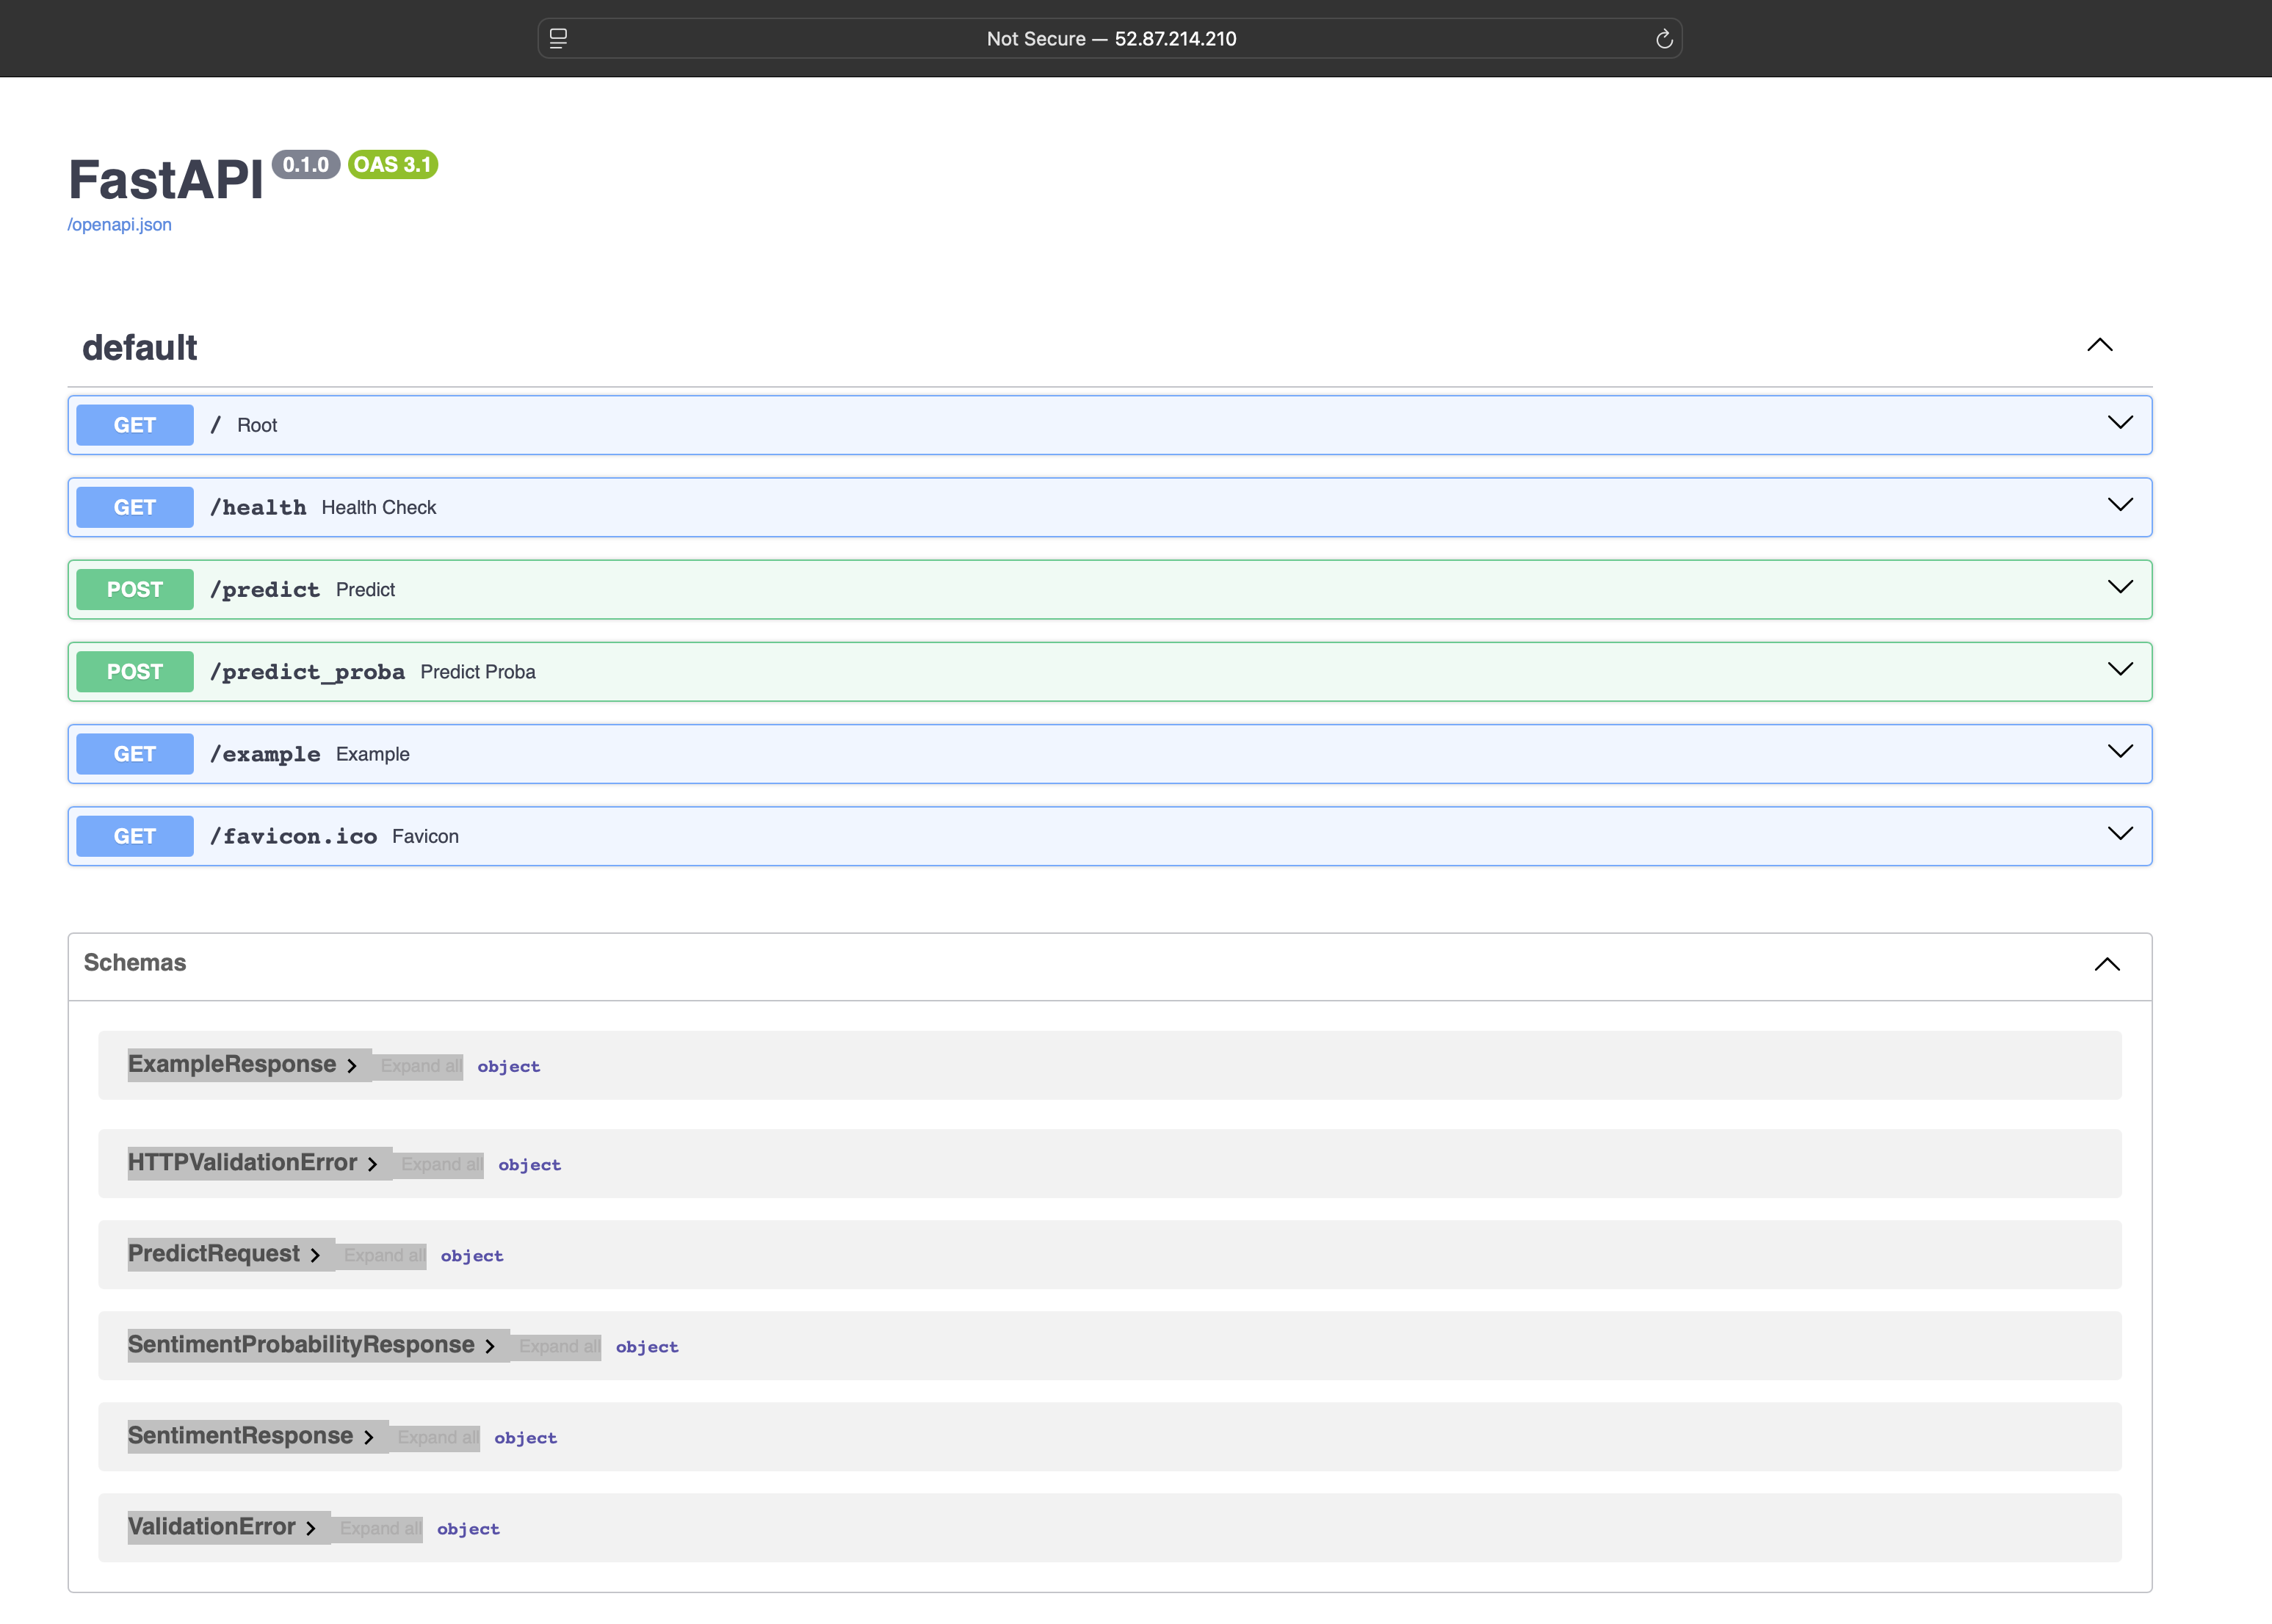 Not Secure — 52.87.214.210
FastAPI 0.1.0 OAS 3.1
/openapi.json
default
GET / Root
GET /health Health Check
POST /predict Predict
POST /predict_proba Predict Proba
GET /example Example
GET /favicon.ico Favicon
Schemas
ExampleResponse Expand all object
HTTPValidationError Expand all object
PredictRequest Expand all object
SentimentProbabilityResponse Expand all object
SentimentResponse Expand all object
ValidationError Expand all object